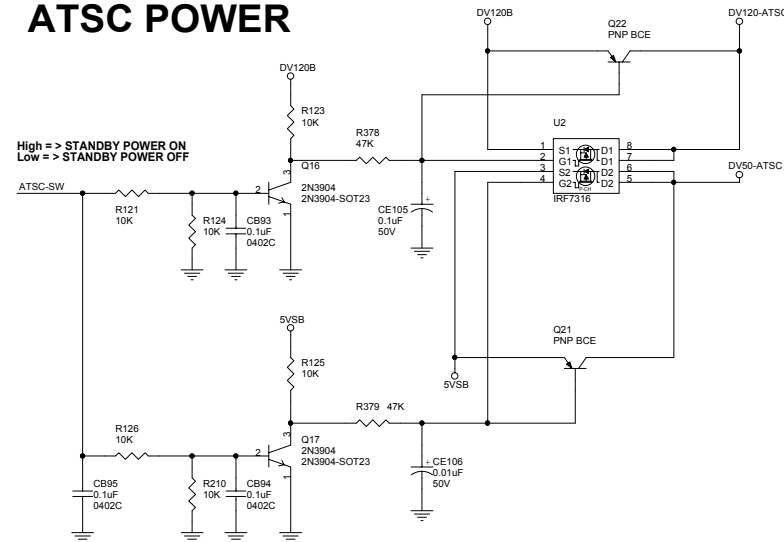 ATSC POWER
DV120B
Q22
PNP BCE
DV120-ATSC
DV120B
R123
10K
R378
47K
U2
High = > STANDBY POWER ON
Low = > STANDBY POWER OFF
ATSC-SW
Q16
3
2
1
2N3904
2N3904-SOT23
1 S1 D1 8
2 G1 D1 7
3 S2 D2 6
4 G2 D2 5
P-CH
IRF7316
DV50-ATSC
R121
10K
R124
10K
CB93
0.1uF
0402C
CE105
0.1uF
50V
+
5VSB
R125
10K
Q21
PNP BCE
5VSB
R379 47K
R126
10K
Q17
3
2
1
2N3904
2N3904-SOT23
CB95
0.1uF
0402C
R210
10K
CB94
0.1uF
0402C
+ CE106
0.01uF
50V